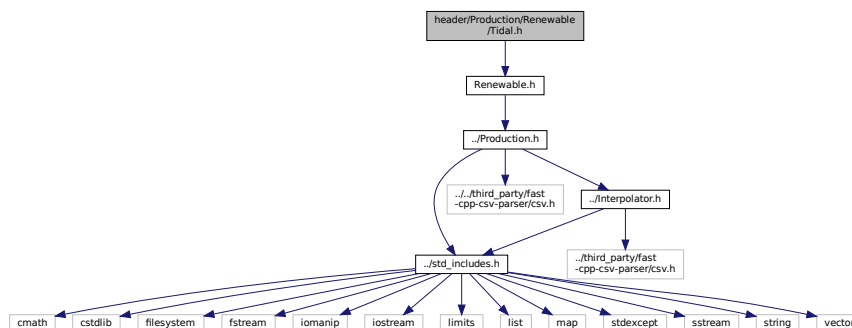 header/Production/Renewable
/Tidal.h
Renewable.h
../Production.h
../../third_party/fast
-cpp-csv-parser/csv.h
../Interpolator.h
../third_party/fast
-cpp-csv-parser/csv.h
../std_includes.h
cmath
cstdlib
filesystem
fstream
iomanip
iostream
limits
list
map
stdexcept
sstream
string
vector